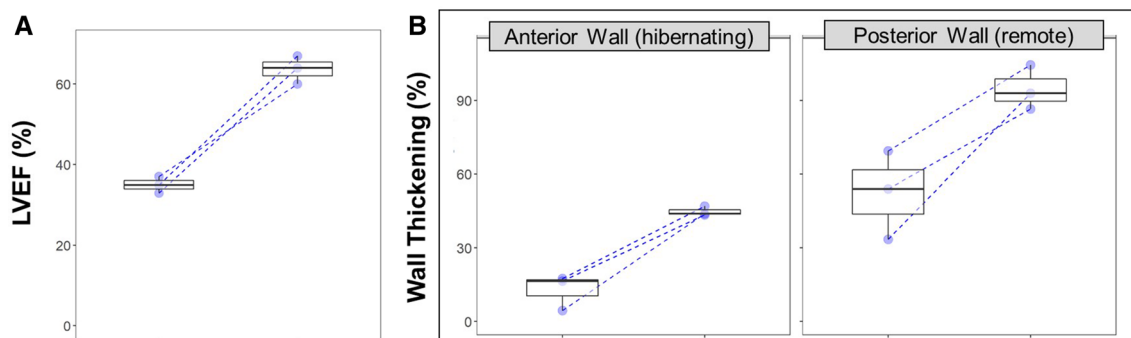 A
LVEF (%)
60
40
20
0
B
Wall Thickening (%)
Anterior Wall (hibernating)
Posterior Wall (remote)
90
60
30
0